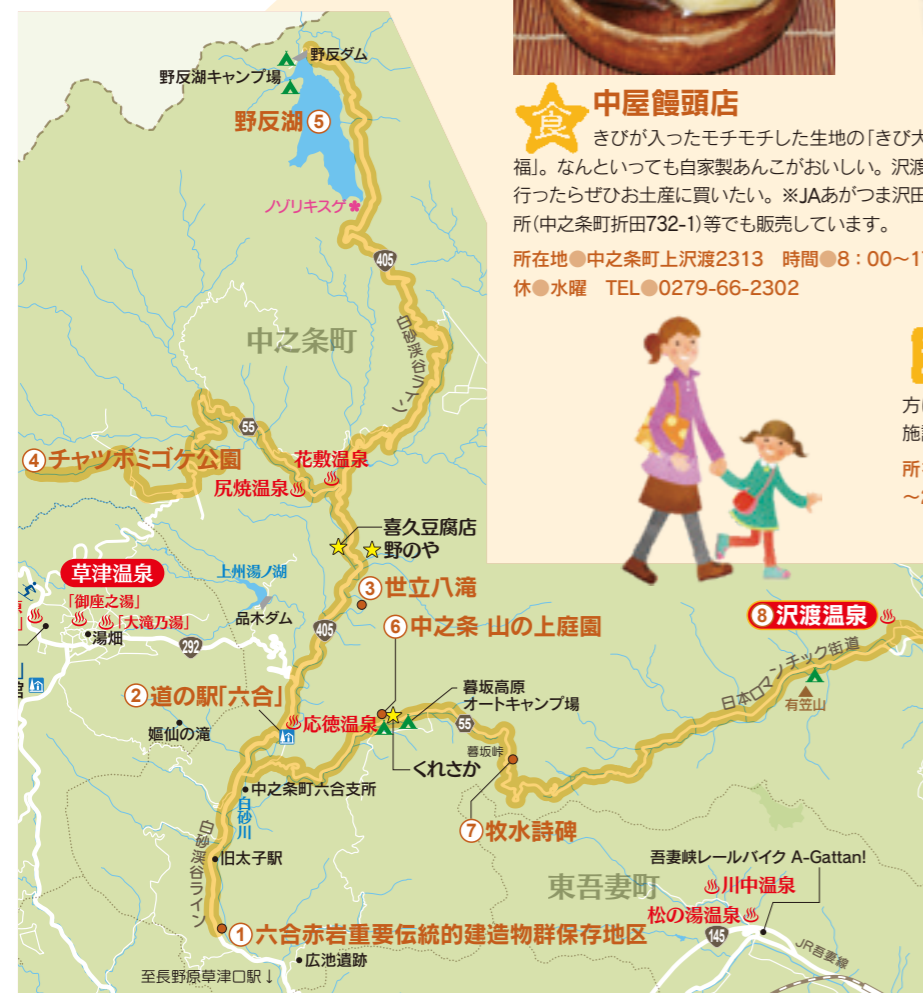 野反ダム
野反湖キャンプ場
野反湖⑤
ノゾリキスゲ
405
中之条町
白砂渓谷ライン
55
④チャツボミゴケ公園
花敷温泉
尻焼温泉
喜久豆腐店
野のや
草津温泉
「御座之湯」
「大滝乃湯」
湯畑
上州湯ノ湖
品木ダム
292
405
③世立八滝
⑥中之条 山の上庭園
②道の駅「六合」
嫗仙の滝
応徳温泉
暮坂高原
オートキャンプ場
55
暮坂峠
くれさか
中之条町六合支所
白砂川
旧太子駅
白砂渓谷ライン
⑦牧水詩碑
⑧沢渡温泉
日本ロマンチック街道
有笠山
東吾妻町
吾妻峡レールバイク A-Gattan!
川中温泉
松の湯温泉
145
JR吾妻線
①六合赤岩重要伝統的建造物群保存地区
広池遺跡
至長野原草津口駅↓
食 中屋饅頭店
きびが入ったモチモチした生地の「きび大
福」。なんといっても自家製あんこがおいしい。沢渡
行ったらぜひお土産に買いたい。※JAあがつま沢田
所(中之条町折田732-1)等でも販売しています。
所在地●中之条町上沢渡2313 時間●8：00～1
休●水曜 TEL●0279-66-2302
方
施
所
～